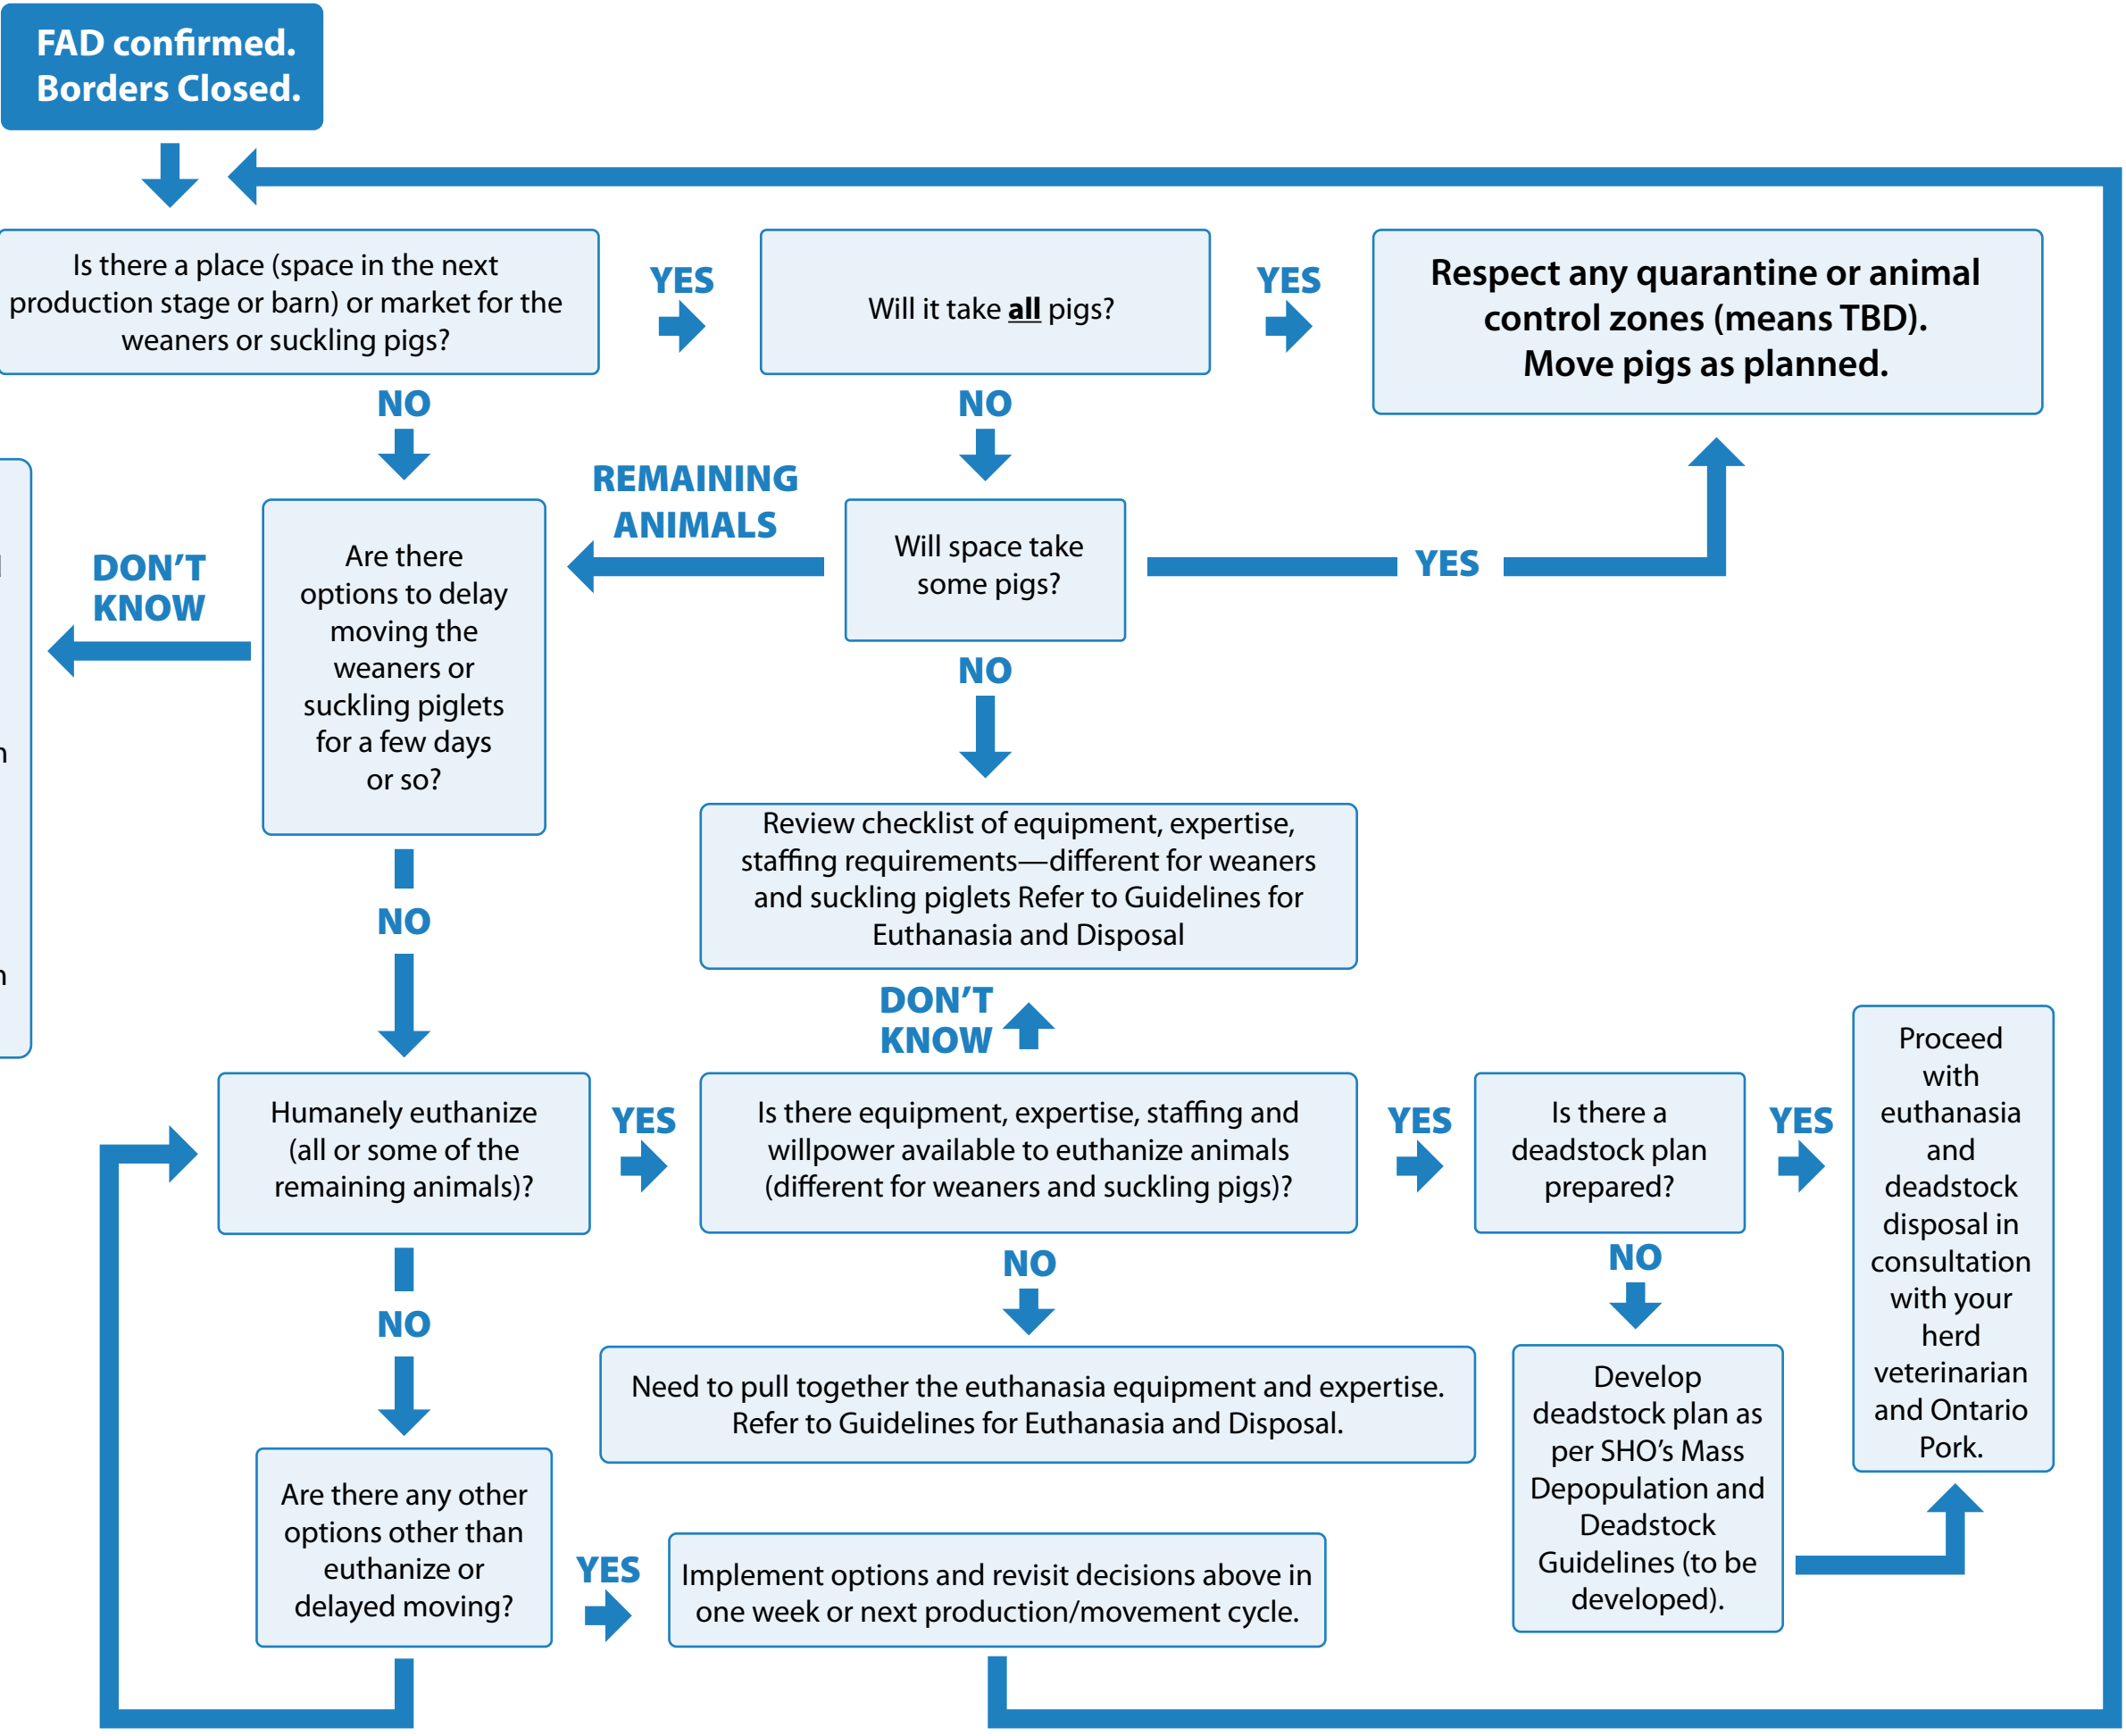 FAD confirmed.
Borders Closed.
Is there a place (space in the next
production stage or barn) or market for the
weaners or suckling pigs?
YES
Will it take all pigs?
YES
Respect any quarantine or animal
control zones (means TBD).
Move pigs as planned.
NO
NO
REMAINING
ANIMALS
DON'T
KNOW
Are there
options to delay
moving the
weaners or
suckling piglets
for a few days
or so?
Will space take
some pigs?
YES
NO
NO
Review checklist of equipment, expertise,
staffing requirements—different for weaners
and suckling piglets Refer to Guidelines for
Euthanasia and Disposal
DON'T
KNOW
Humanely euthanize
(all or some of the
remaining animals)?
YES
Is there equipment, expertise, staffing and
willpower available to euthanize animals
(different for weaners and suckling pigs)?
YES
Is there a
deadstock plan
prepared?
YES
Proceed
with
euthanasia
and
deadstock
disposal in
consultation
with your
herd
veterinarian
and Ontario
Pork.
NO
NO
NO
Need to pull together the euthanasia equipment and expertise.
Refer to Guidelines for Euthanasia and Disposal.
Develop
deadstock plan as
per SHO's Mass
Depopulation and
Deadstock
Guidelines (to be
developed).
Are there any other
options other than
euthanize or
delayed moving?
YES
Implement options and revisit decisions above in
one week or next production/movement cycle.